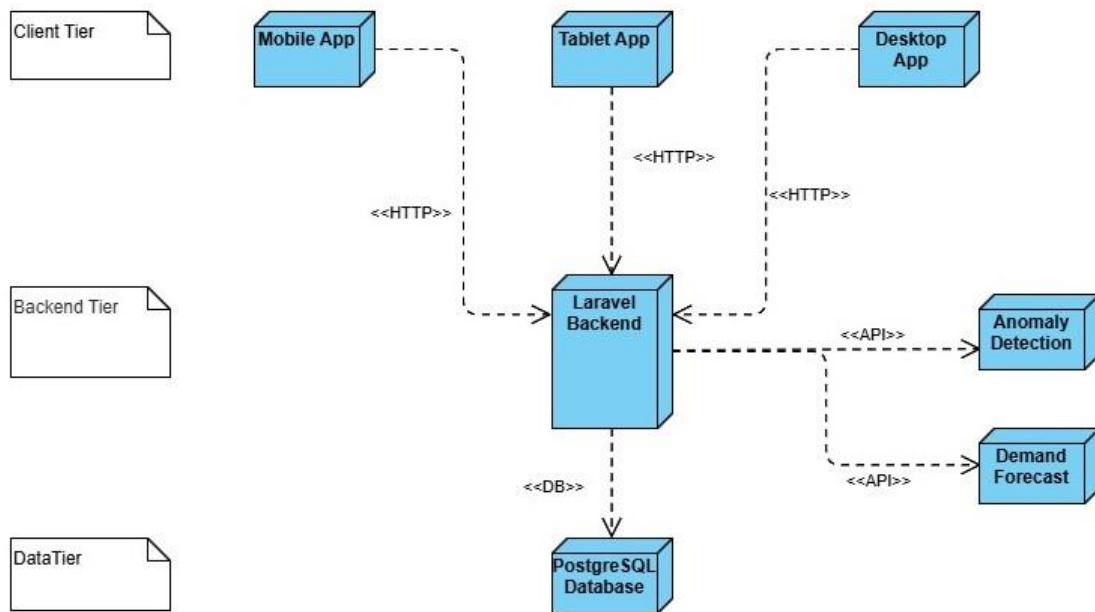 Client Tier
Mobile App
Tablet App
Desktop
App
<<HTTP>>
<<HTTP>>
<<HTTP>>
Backend Tier
Laravel
Backend
<<API>>
Anomaly
Detection
<<API>>
Demand
Forecast
<<DB>>
DataTier
PostgreSQL
Database